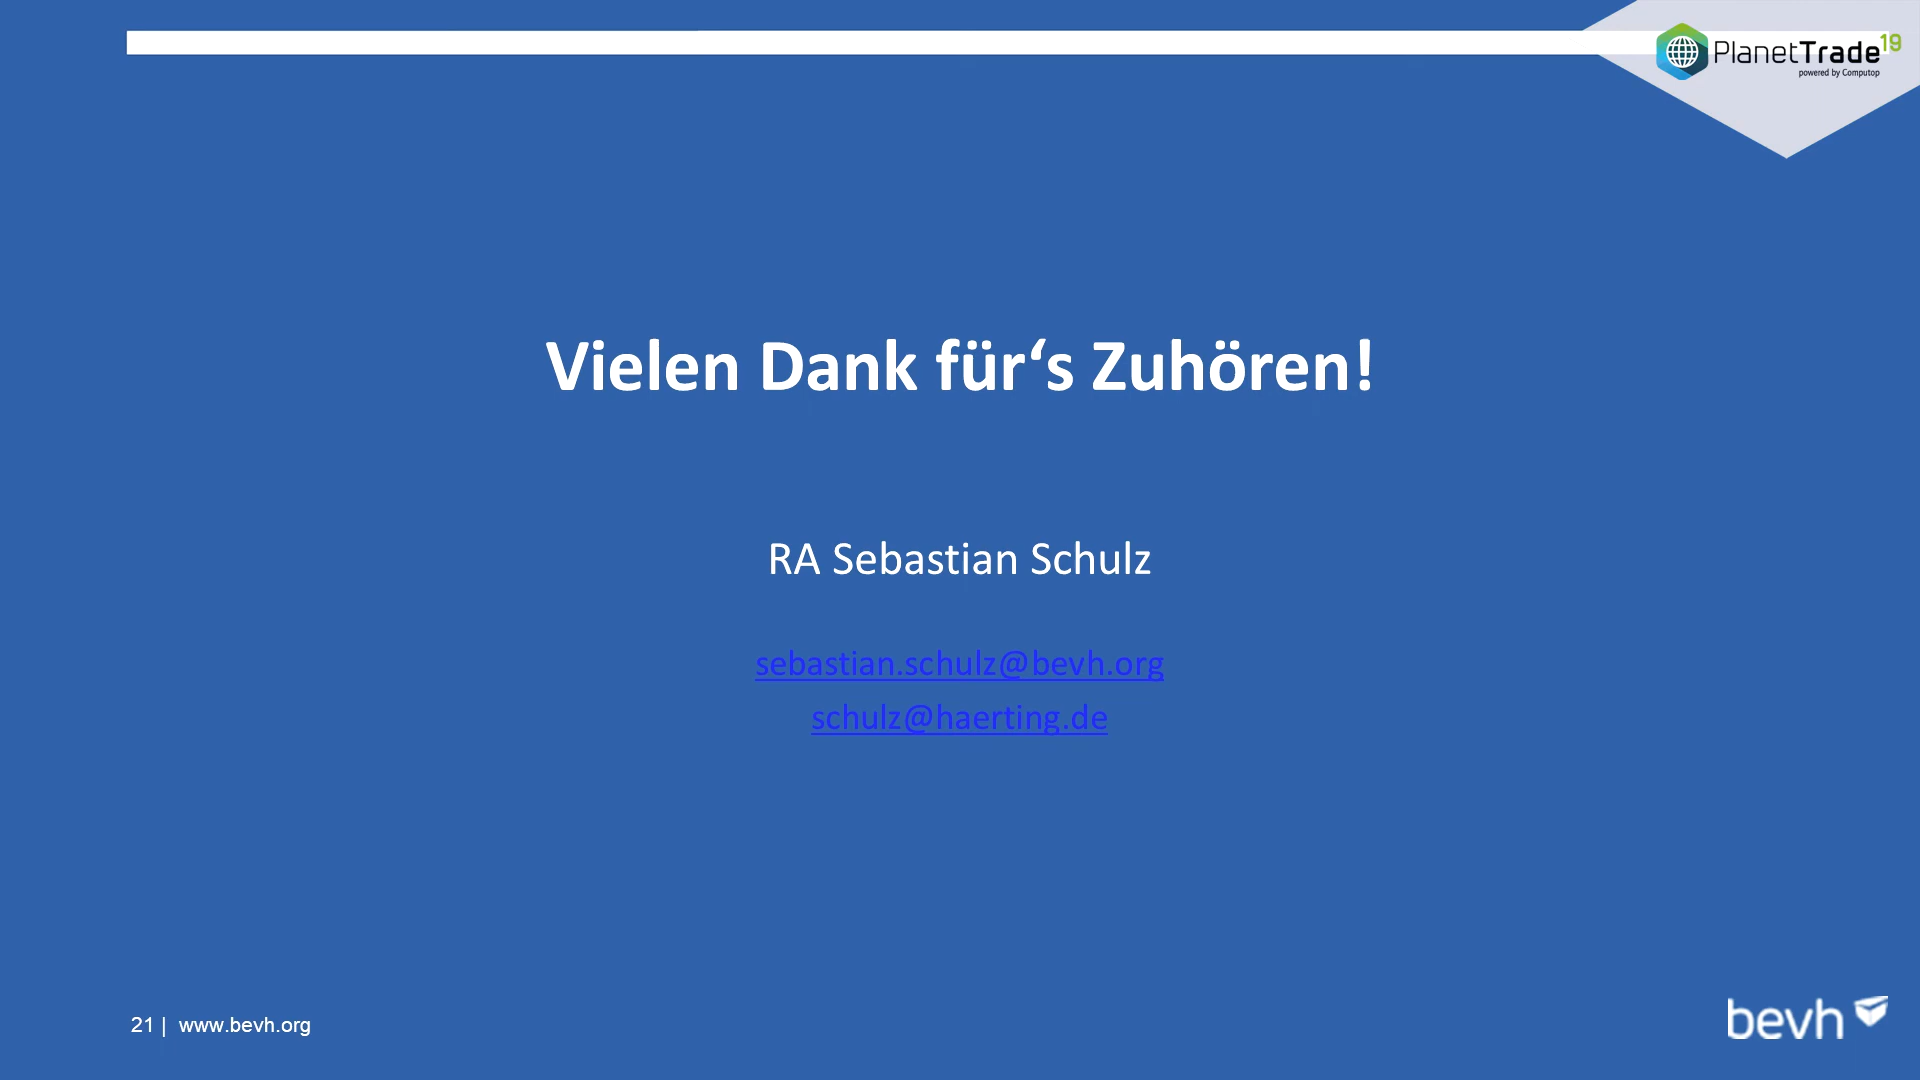 PlanetTrade19
powered by Computop
Vielen Dank für‘s Zuhören!
RA Sebastian Schulz
sebastian.schulz@bevh.org
schulz@haerting.de
21 | www.bevh.org
bevh